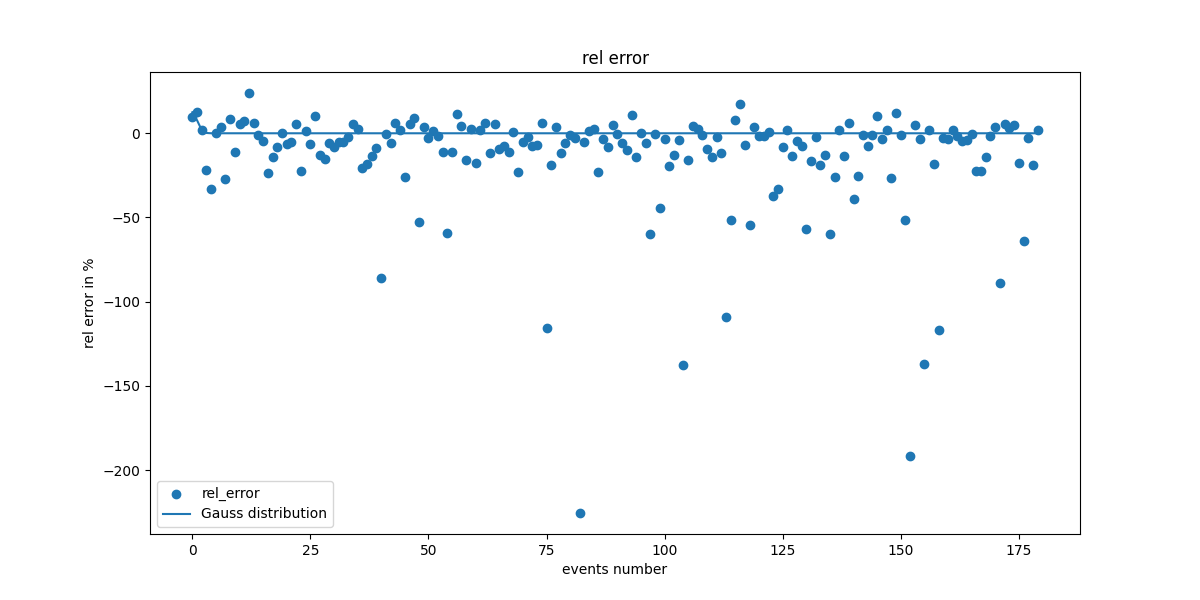 rel error
rel error in %
0
−50
−100
−150
−200
rel_error
Gauss distribution
0 25 50 75 100 125 150 175
events number